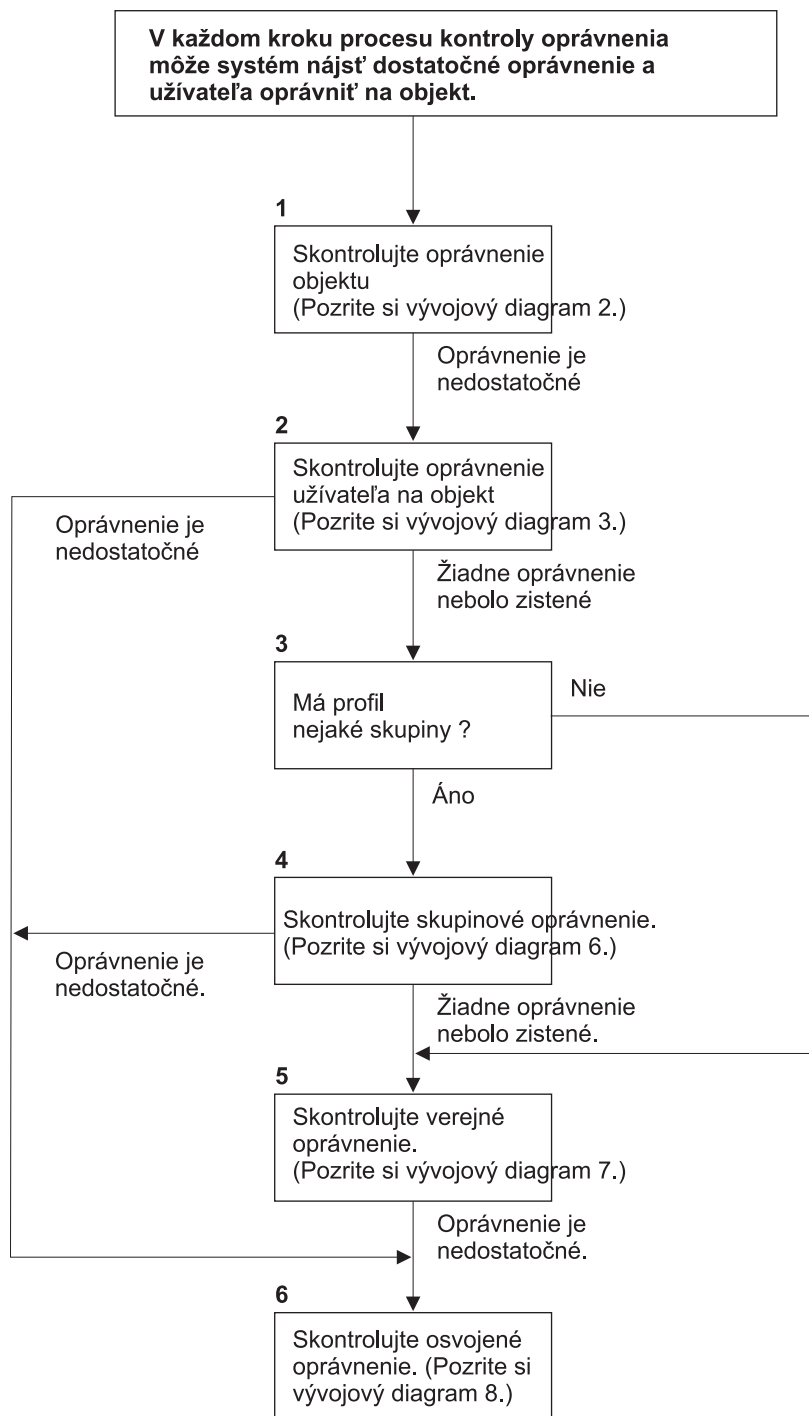 V každom kroku procesu kontroly oprávnenia
môže systém nájsť dostatočné oprávnenie a
užívateľa oprávniť na objekt.
1
Skontrolujte oprávnenie
objektu
(Pozrite si vývojový diagram 2.)
Oprávnenie je
nedostatočné
2
Skontrolujte oprávnenie
užívateľa na objekt
(Pozrite si vývojový diagram 3.)
Oprávnenie je
nedostatočné
Žiadne oprávnenie
nebolo zistené
3
Má profil
nejaké skupiny ?
Nie
Áno
4
Skontrolujte skupinové oprávnenie.
(Pozrite si vývojový diagram 6.)
Oprávnenie je
nedostatočné.
Žiadne oprávnenie
nebolo zistené.
5
Skontrolujte verejné
oprávnenie.
(Pozrite si vývojový diagram 7.)
Oprávnenie je
nedostatočné.
6
Skontrolujte osvojené
oprávnenie. (Pozrite si
vývojový diagram 8.)